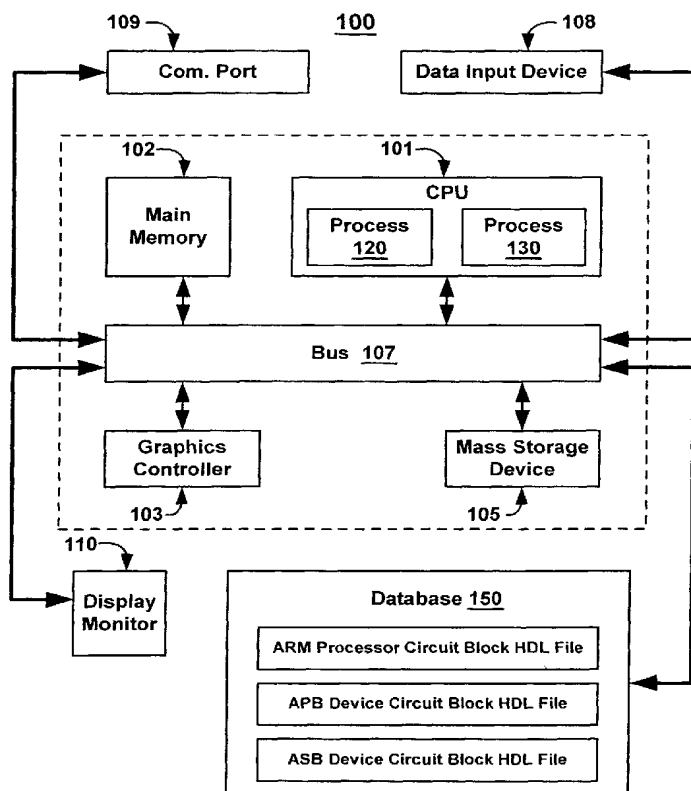 109
100
108
Com. Port
Data Input Device
102
101
Main
Memory
CPU
Process
120
Process
130
Bus 107
Graphics
Controller
Mass Storage
Device
103
105
110
Display
Monitor
Database 150
ARM Processor Circuit Block HDL File
APB Device Circuit Block HDL File
ASB Device Circuit Block HDL File